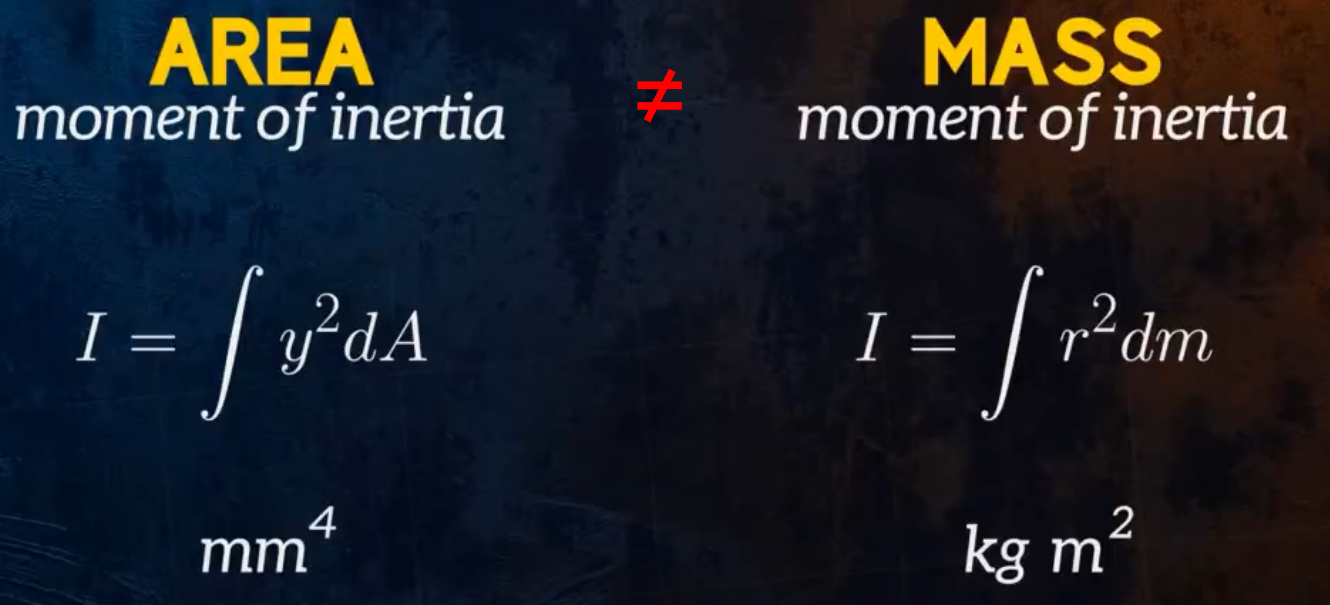 AREA
moment of inertia
≠
MASS
moment of inertia
I = ∫ y²dA
I = ∫ r²dm
mm⁴
kg m²